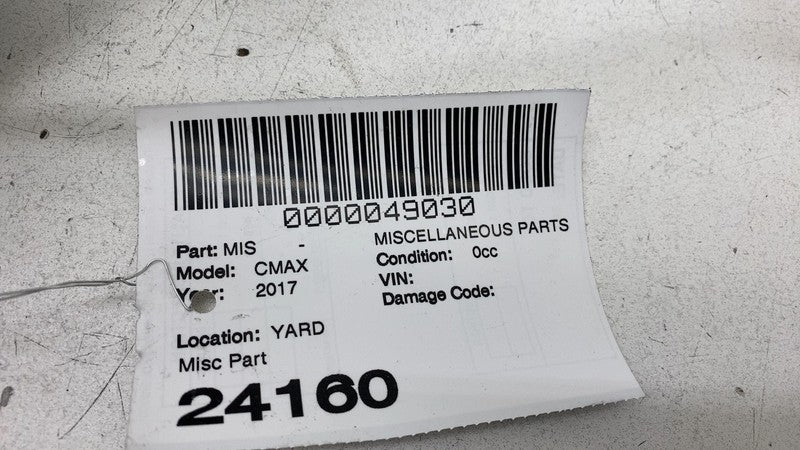 0000049030
Part: MIS - MISCELLANEOUS PARTS
Model: CMAX Condition: 0cc
Year: 2017 VIN:
Damage Code:
Location: YARD
Misc Part
24160